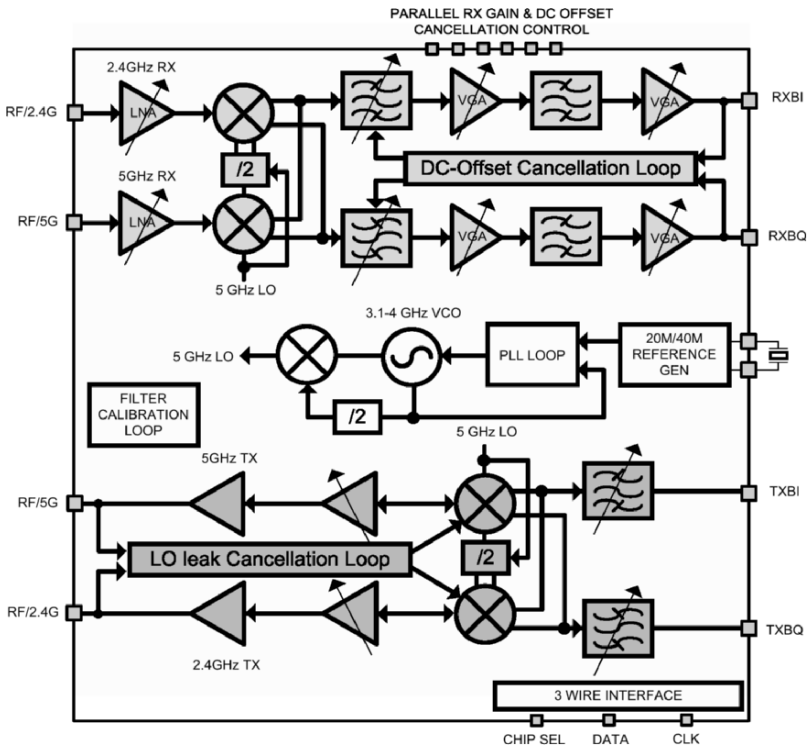 PARALLEL RX GAIN & DC OFFSET
CANCELLATION CONTROL
2.4GHz RX
RF/2.4G
LNA
VGA
VGA
RXBI
/2
DC-Offset Cancellation Loop
5GHz RX
RF/5G
LNA
VGA
VGA
RXBQ
5 GHz LO
3.1-4 GHz VCO
5 GHz LO
PLL LOOP
20M/40M
REFERENCE
GEN
/2
FILTER
CALIBRATION
LOOP
5 GHz LO
5GHz TX
RF/5G
TXBI
LO leak Cancellation Loop
/2
RF/2.4G
TXBQ
2.4GHz TX
3 WIRE INTERFACE
CHIP SEL
DATA
CLK